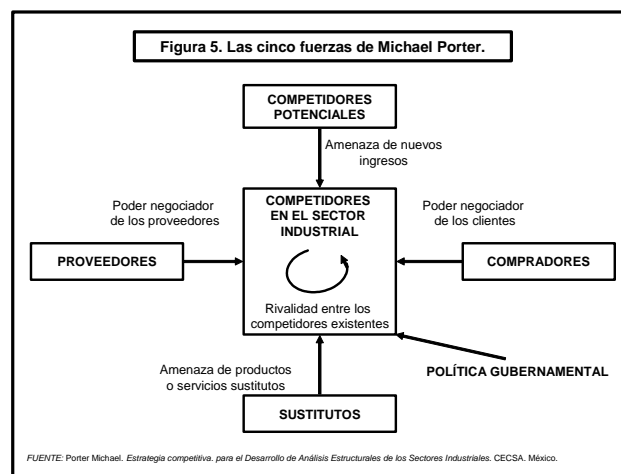 Figura 5. Las cinco fuerzas de Michael Porter.
COMPETIDORES
POTENCIALES
Amenaza de nuevos
ingresos
Poder negociador
de los proveedores
COMPETIDORES
EN EL SECTOR
INDUSTRIAL
Poder negociador
de los clientes
PROVEEDORES
COMPRADORES
Rivalidad entre los
competidores existentes
Amenaza de productos
o servicios sustitutos
POLÍTICA GUBERNAMENTAL
SUSTITUTOS
FUENTE: Porter Michael. Estrategia competitiva. para el Desarrollo de Análisis Estructurales de los Sectores Industriales. CECSA. México.